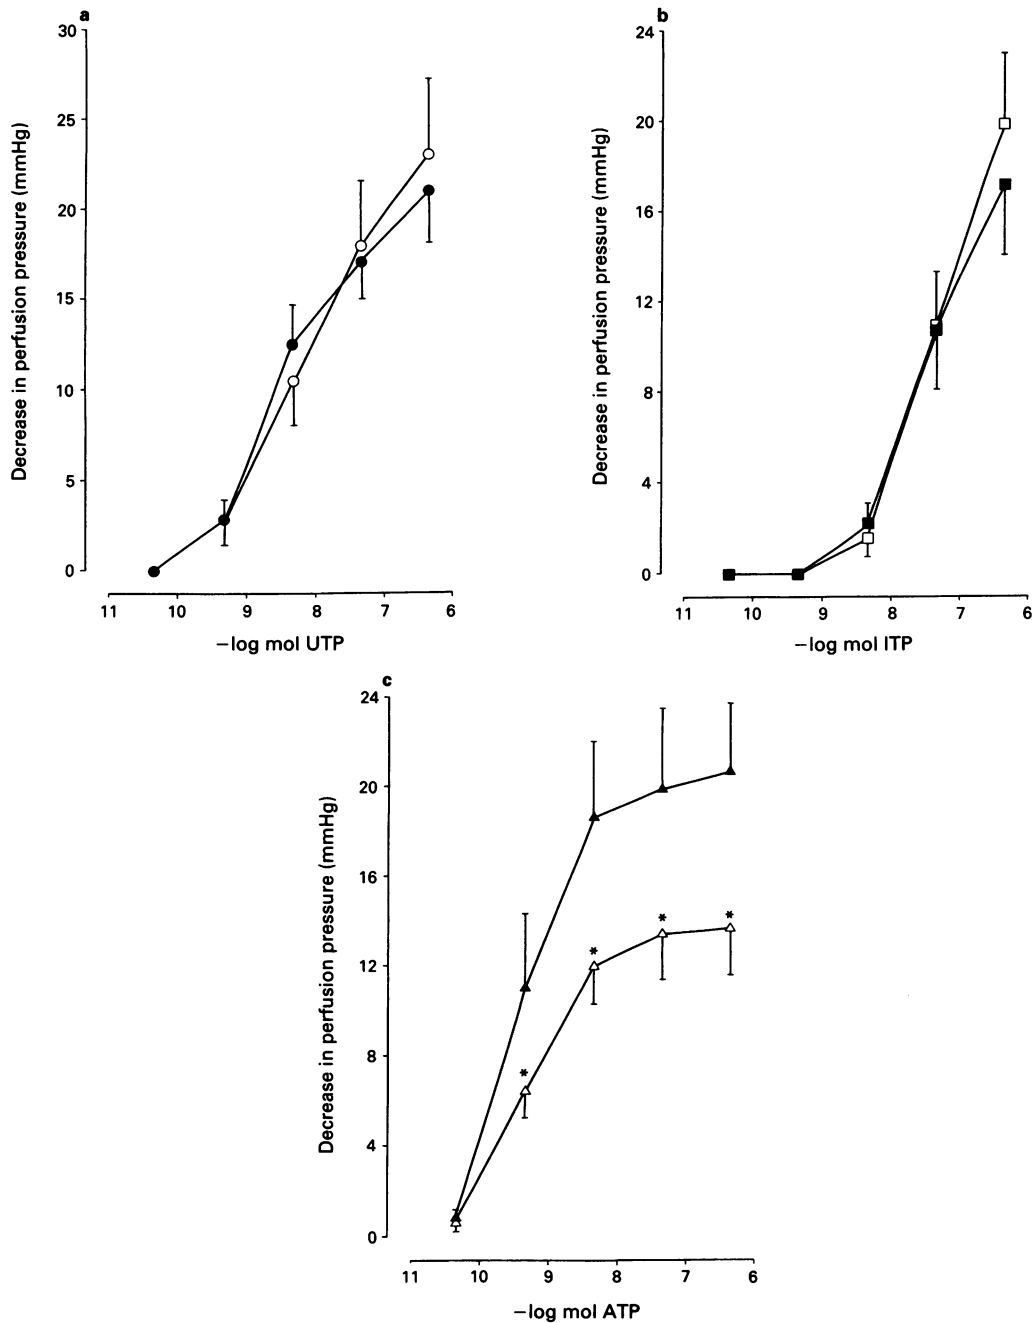 a
30
25
20
15
10
5
0
Decrease in perfusion pressure (mmHg)
11 10 9 8 7 6
−log mol UTP
b
24
20
16
12
8
4
0
Decrease in perfusion pressure (mmHg)
11 10 9 8 7 6
−log mol ITP
c
24
20
16
12
8
4
0
Decrease in perfusion pressure (mmHg)
* * * *
11 10 9 8 7 6
−log mol ATP